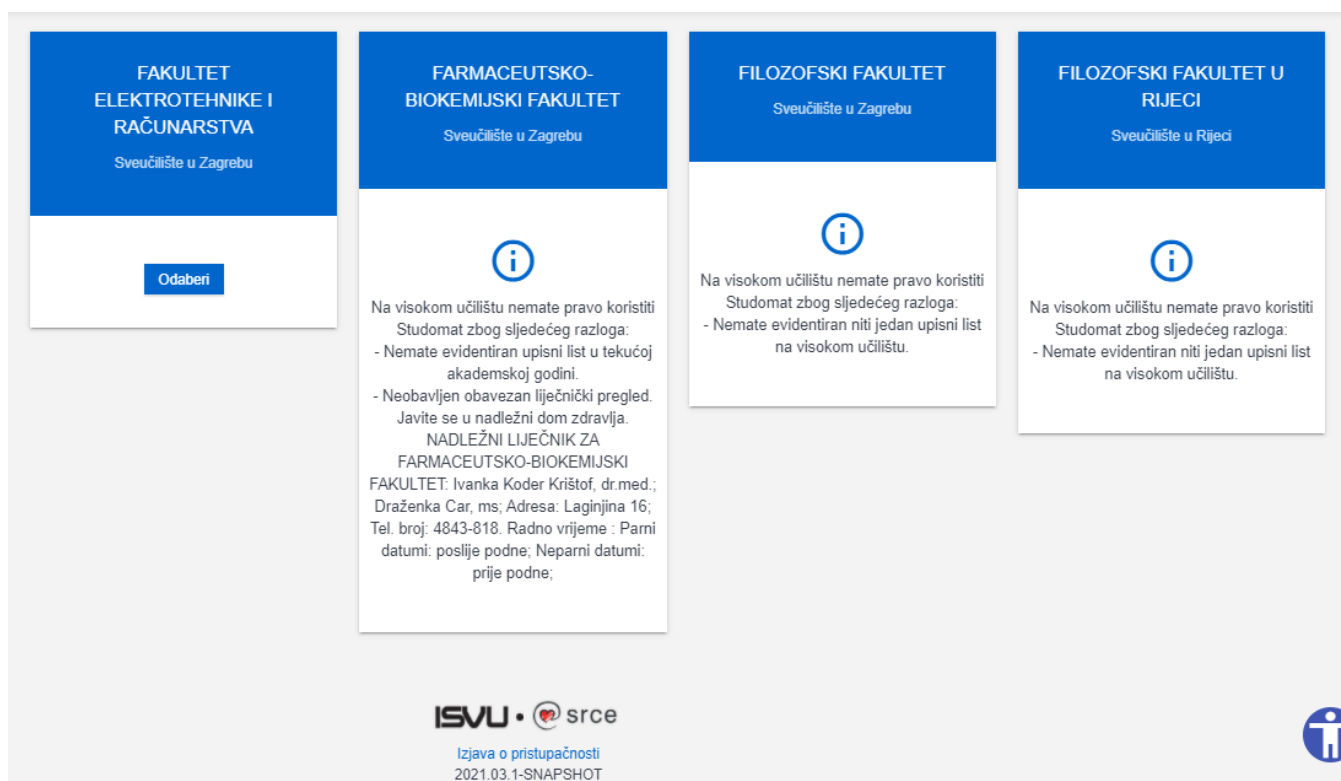 FAKULTET
ELEKTROTEHNIKE I
RAČUNARSTVA
Sveučilište u Zagrebu
Odaberi
FARMACEUTSKO-
BIOKEMIJSKI FAKULTET
Sveučilište u Zagrebu
Na visokom učilištu nemate pravo koristiti
Studomat zbog sljedećeg razloga:
- Nemate evidentiran upisni list u tekućoj
akademskoj godini.
- Neobavljen obavezan liječnički pregled.
Javite se u nadležni dom zdravlja.
NADLEŽNI LIJEČNIK ZA
FARMACEUTSKO-BIOKEMIJSKI
FAKULTET: Ivanka Koder Krištof, dr.med.;
Draženka Car, ms; Adresa: Laginjina 16;
Tel. broj: 4843-818. Radno vrijeme : Parni
datumi: poslije podne; Neparni datumi:
prije podne;
FILOZOFSKI FAKULTET
Sveučilište u Zagrebu
Na visokom učilištu nemate pravo koristiti
Studomat zbog sljedećeg razloga:
- Nemate evidentiran niti jedan upisni list
na visokom učilištu.
FILOZOFSKI FAKULTET U
RIJECI
Sveučilište u Rijeci
Na visokom učilištu nemate pravo koristiti
Studomat zbog sljedećeg razloga:
- Nemate evidentiran niti jedan upisni list
na visokom učilištu.
ISVU • srce
Izjava o pristupačnosti
2021.03.1-SNAPSHOT